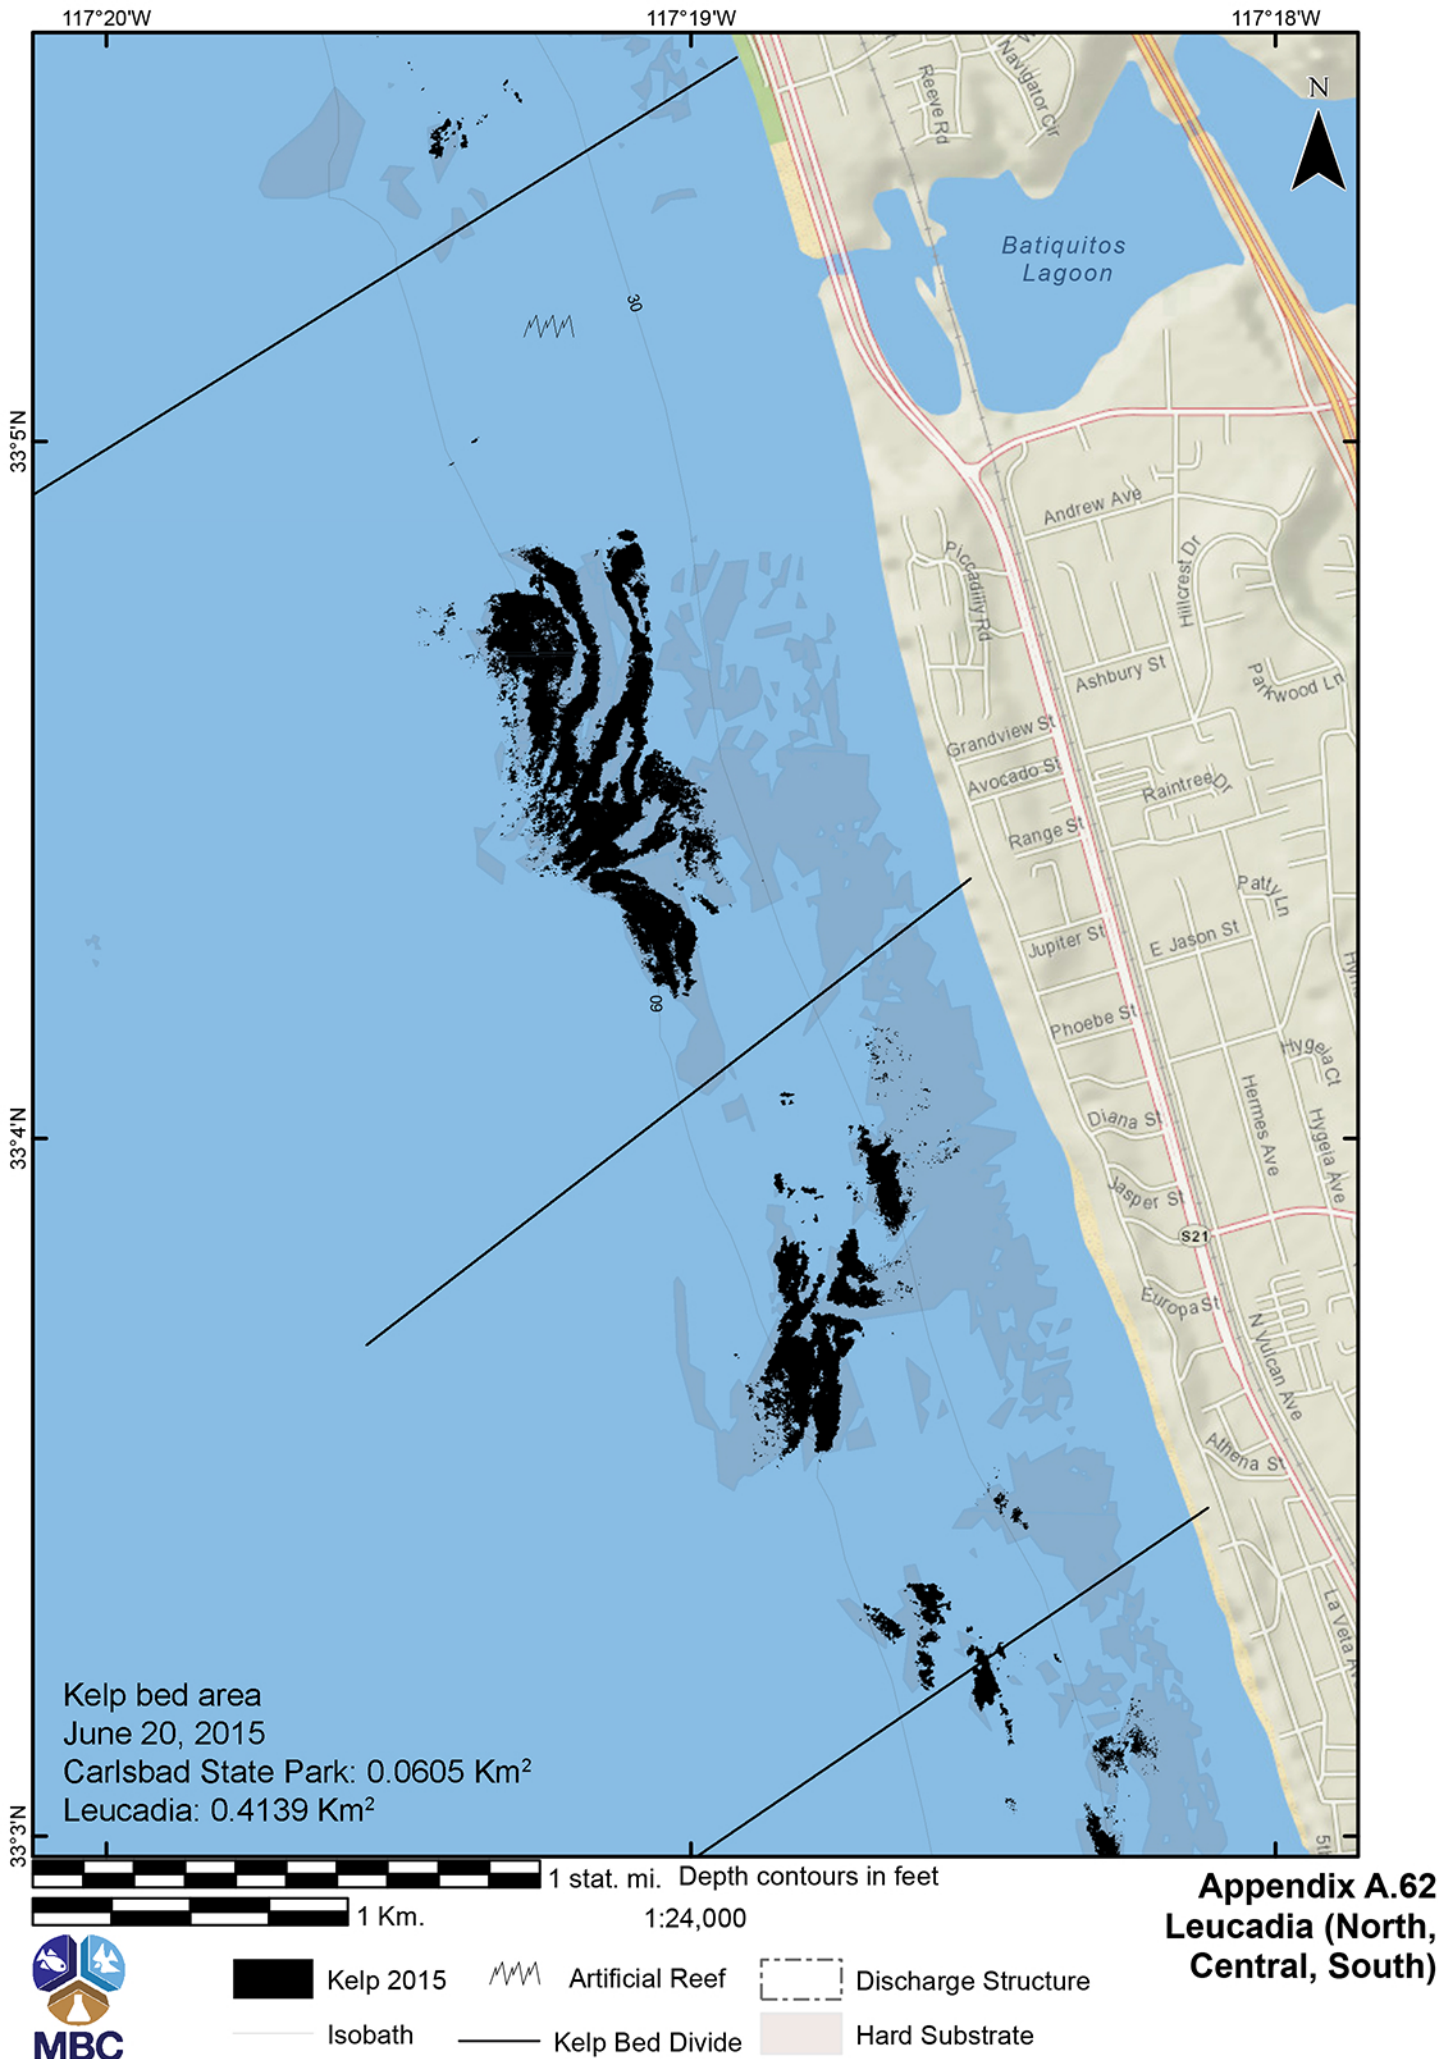 117°20'W
117°19'W
117°18'W
N
Reeve Rd
Navigator Cir
Batiquitos
Lagoon
30
33°5'N
Andrew Ave
Piccadilly Rd
Hillcrest Dr
Ashbury St
Parkwood Ln
Grandview St
Avocado St
Raintree Dr
Range St
Patty Ln
Jupiter St
E Jason St
60
Phoebe St
Hygeia Ct
33°4'N
Diana St
Hermes Ave
Hygeia Ave
Jasper St
S21
Europa St
N Vulcan Ave
Athena St
La Veta A
Kelp bed area
June 20, 2015
Carlsbad State Park: 0.0605 Km²
Leucadia: 0.4139 Km²
33°3'N
5th
1 stat. mi.
Depth contours in feet
1 Km.
1:24,000
Appendix A.62
Leucadia (North,
Central, South)
Kelp 2015
Artificial Reef
Discharge Structure
Isobath
Kelp Bed Divide
Hard Substrate
MBC